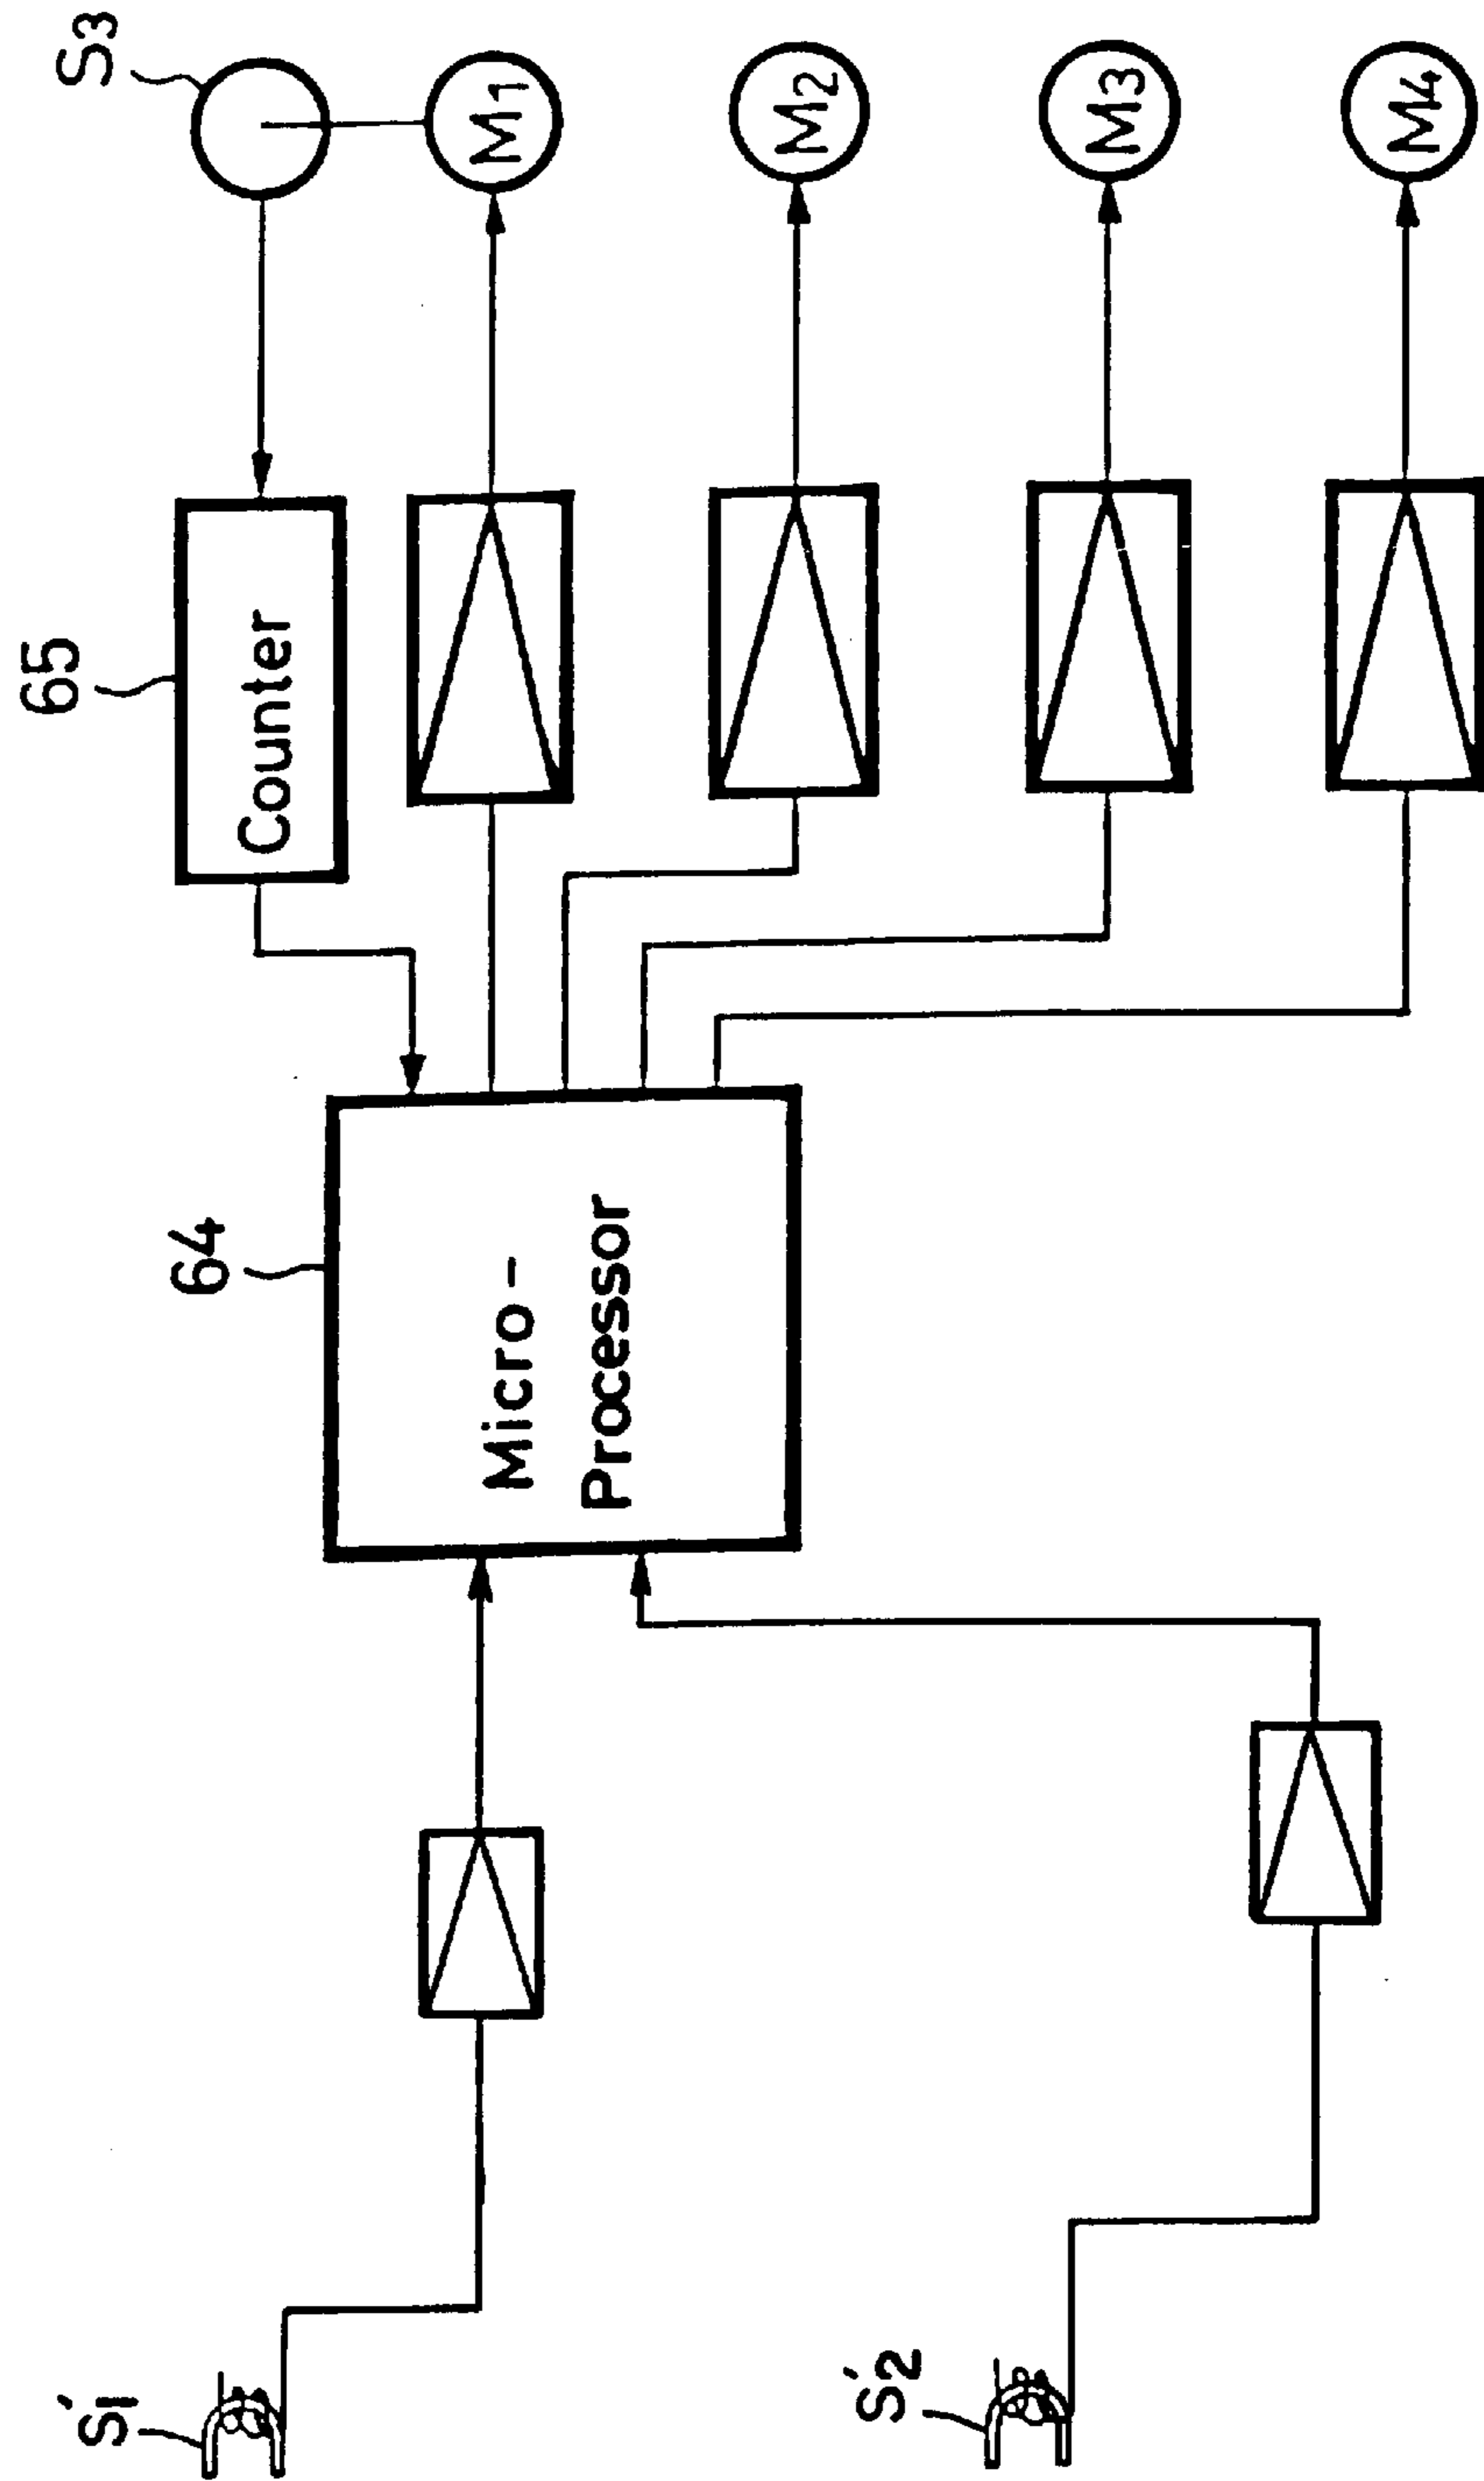 S3
65
Counter
M1
M2
M3
M4
64
Micro-
Processor
S'1
S'2